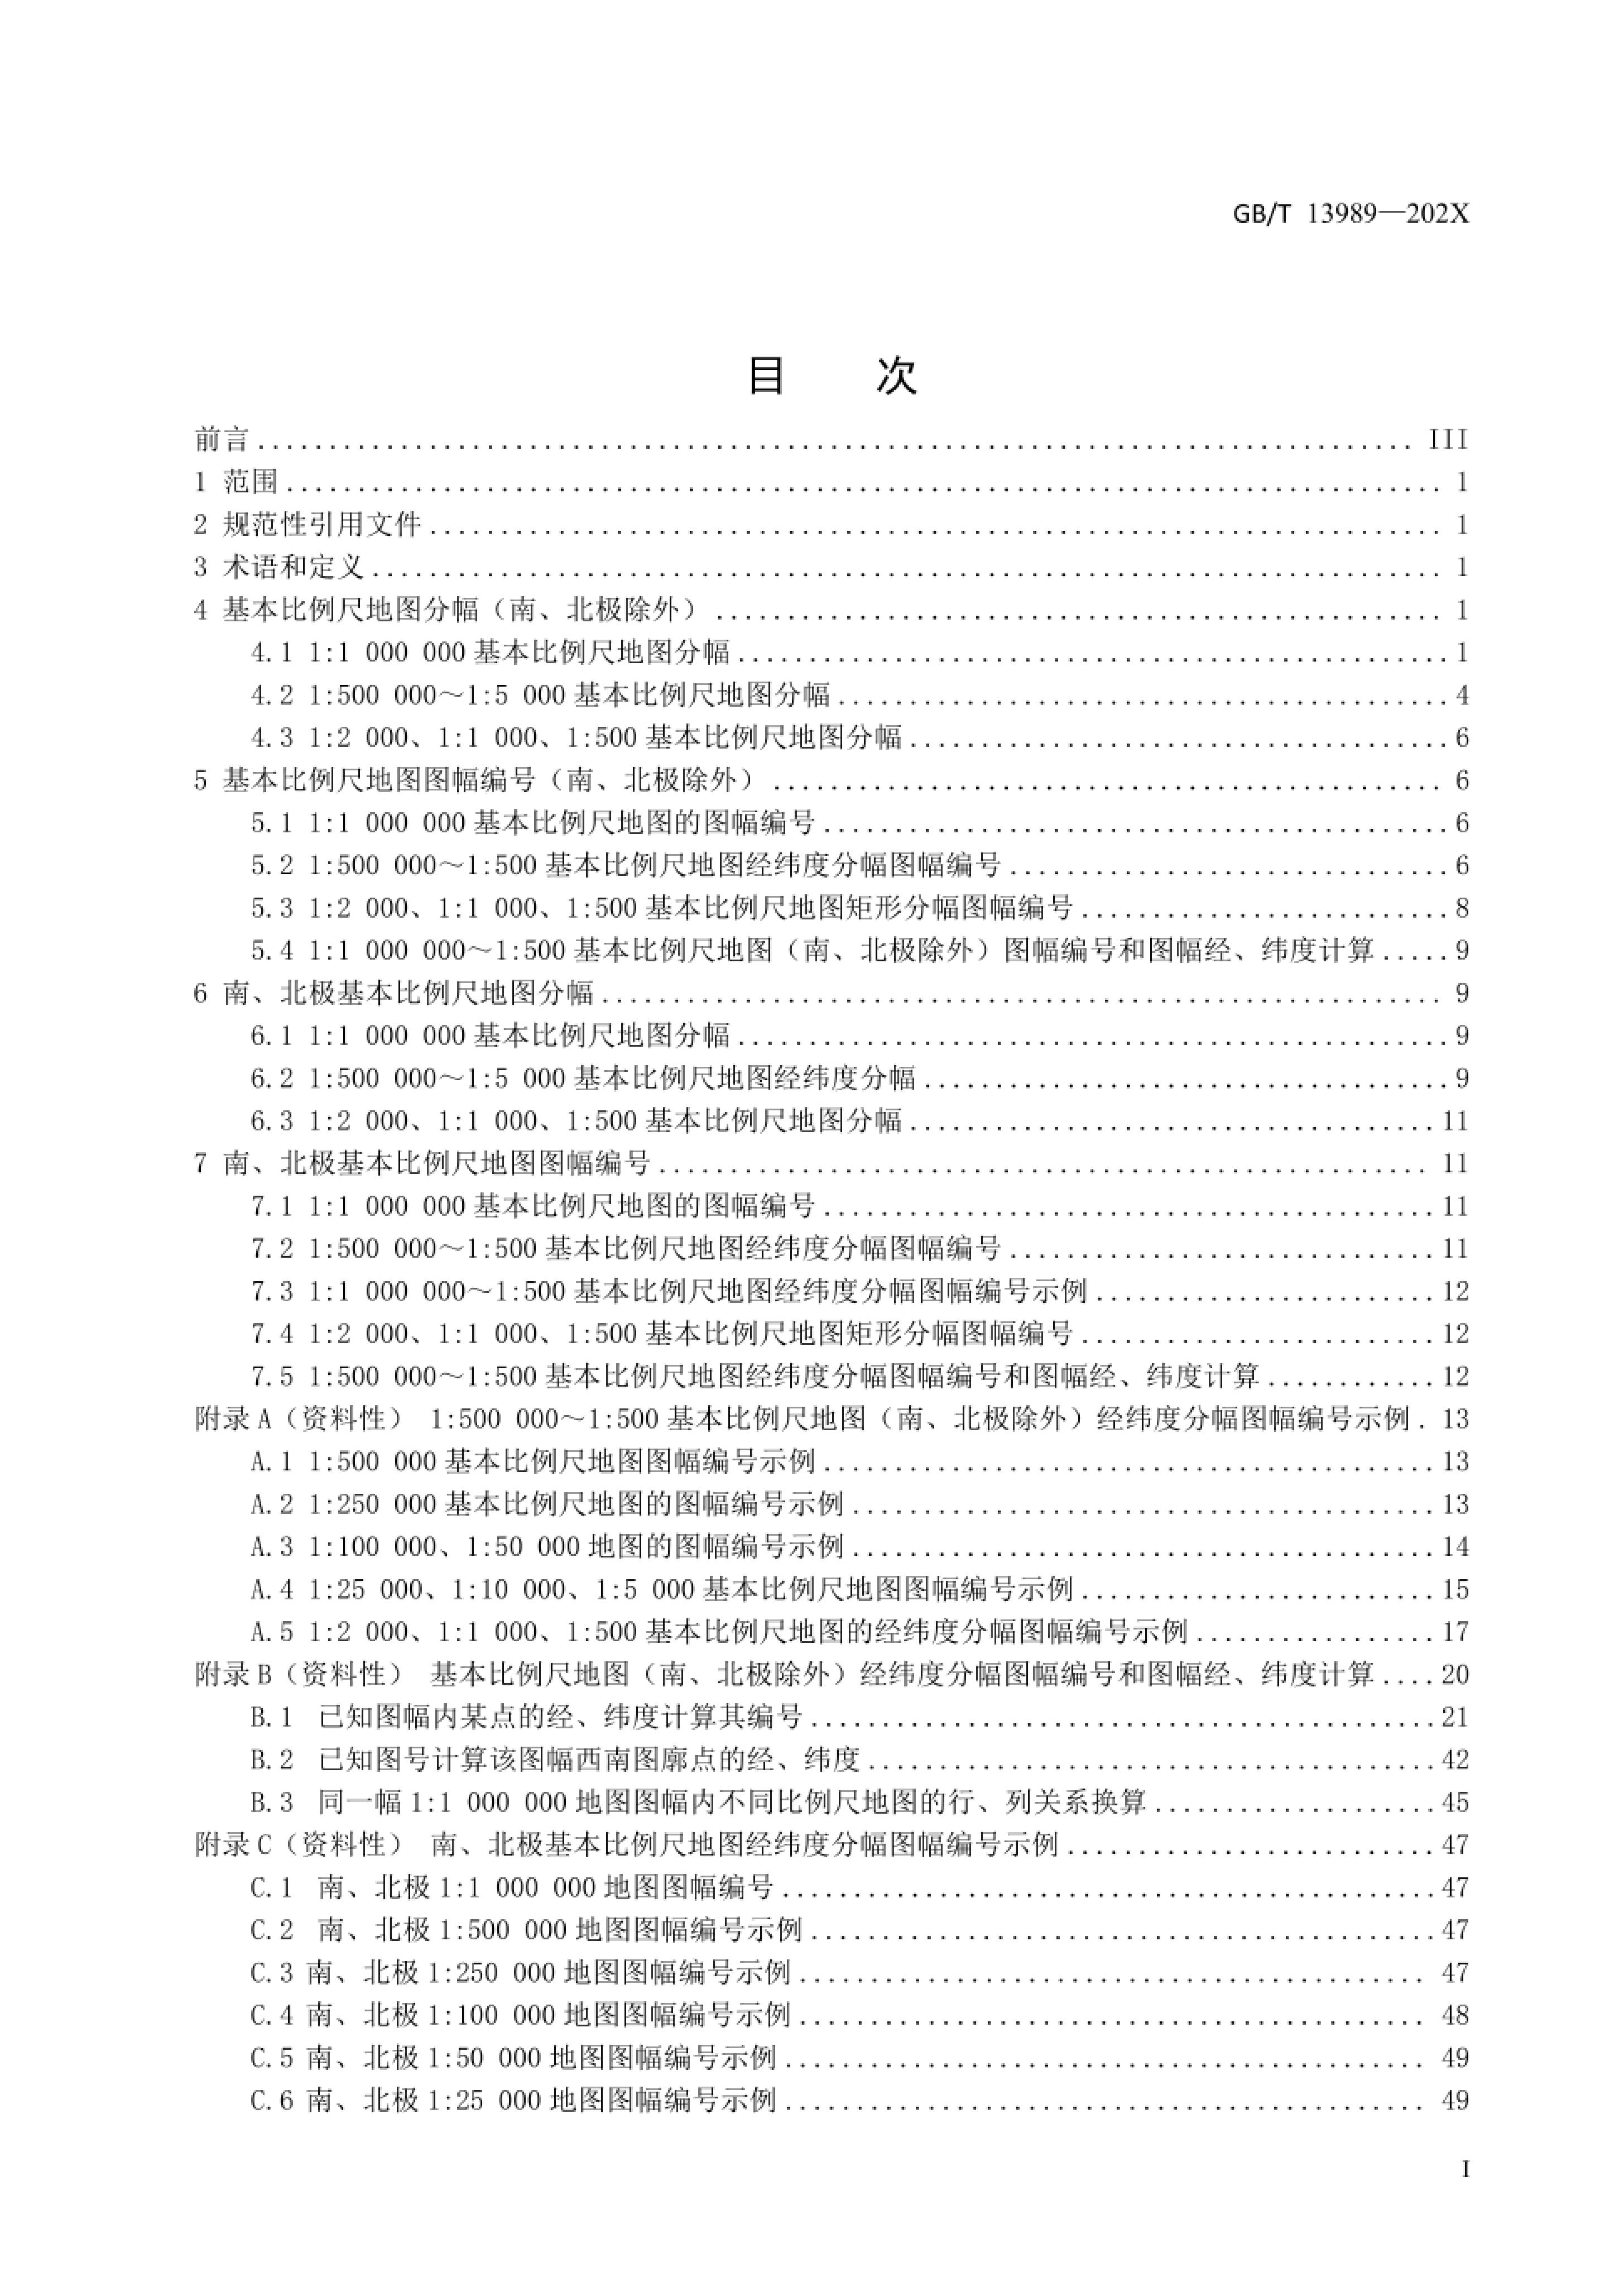 GB/T 13989—202X
目 次
前言 III
1 范围 1
2 规范性引用文件 1
3 术语和定义 1
4 基本比例尺地图分幅（南、北极除外） 1
4.1 1:1 000 000 基本比例尺地图分幅 1
4.2 1:500 000～1:5 000 基本比例尺地图分幅 4
4.3 1:2 000、1:1 000、1:500 基本比例尺地图分幅 6
5 基本比例尺地图图幅编号（南、北极除外） 6
5.1 1:1 000 000 基本比例尺地图的图幅编号 6
5.2 1:500 000～1:500 基本比例尺地图经纬度分幅图幅编号 6
5.3 1:2 000、1:1 000、1:500 基本比例尺地图矩形分幅图幅编号 8
5.4 1:1 000 000～1:500 基本比例尺地图（南、北极除外）图幅编号和图幅经、纬度计算 9
6 南、北极基本比例尺地图分幅 9
6.1 1:1 000 000 基本比例尺地图分幅 9
6.2 1:500 000～1:5 000 基本比例尺地图经纬度分幅 9
6.3 1:2 000、1:1 000、1:500 基本比例尺地图分幅 11
7 南、北极基本比例尺地图图幅编号 11
7.1 1:1 000 000 基本比例尺地图的图幅编号 11
7.2 1:500 000～1:500 基本比例尺地图经纬度分幅图幅编号 11
7.3 1:1 000 000～1:500 基本比例尺地图经纬度分幅图幅编号示例 12
7.4 1:2 000、1:1 000、1:500 基本比例尺地图矩形分幅图幅编号 12
7.5 1:500 000～1:500 基本比例尺地图经纬度分幅图幅编号和图幅经、纬度计算 12
附录 A（资料性） 1:500 000～1:500 基本比例尺地图（南、北极除外）经纬度分幅图幅编号示例 13
A.1 1:500 000 基本比例尺地图图幅编号示例 13
A.2 1:250 000 基本比例尺地图的图幅编号示例 13
A.3 1:100 000、1:50 000 地图的图幅编号示例 14
A.4 1:25 000、1:10 000、1:5 000 基本比例尺地图图幅编号示例 15
A.5 1:2 000、1:1 000、1:500 基本比例尺地图的经纬度分幅图幅编号示例 17
附录 B（资料性） 基本比例尺地图（南、北极除外）经纬度分幅图幅编号和图幅经、纬度计算 20
B.1 已知图幅内某点的经、纬度计算其编号 21
B.2 已知图号计算该图幅西南图廓点的经、纬度 42
B.3 同一幅 1:1 000 000 地图图幅内不同比例尺地图的行、列关系换算 45
附录 C（资料性） 南、北极基本比例尺地图经纬度分幅图幅编号示例 47
C.1 南、北极 1:1 000 000 地图图幅编号 47
C.2 南、北极 1:500 000 地图图幅编号示例 47
C.3 南、北极 1:250 000 地图图幅编号示例 47
C.4 南、北极 1:100 000 地图图幅编号示例 48
C.5 南、北极 1:50 000 地图图幅编号示例 49
C.6 南、北极 1:25 000 地图图幅编号示例 49
I